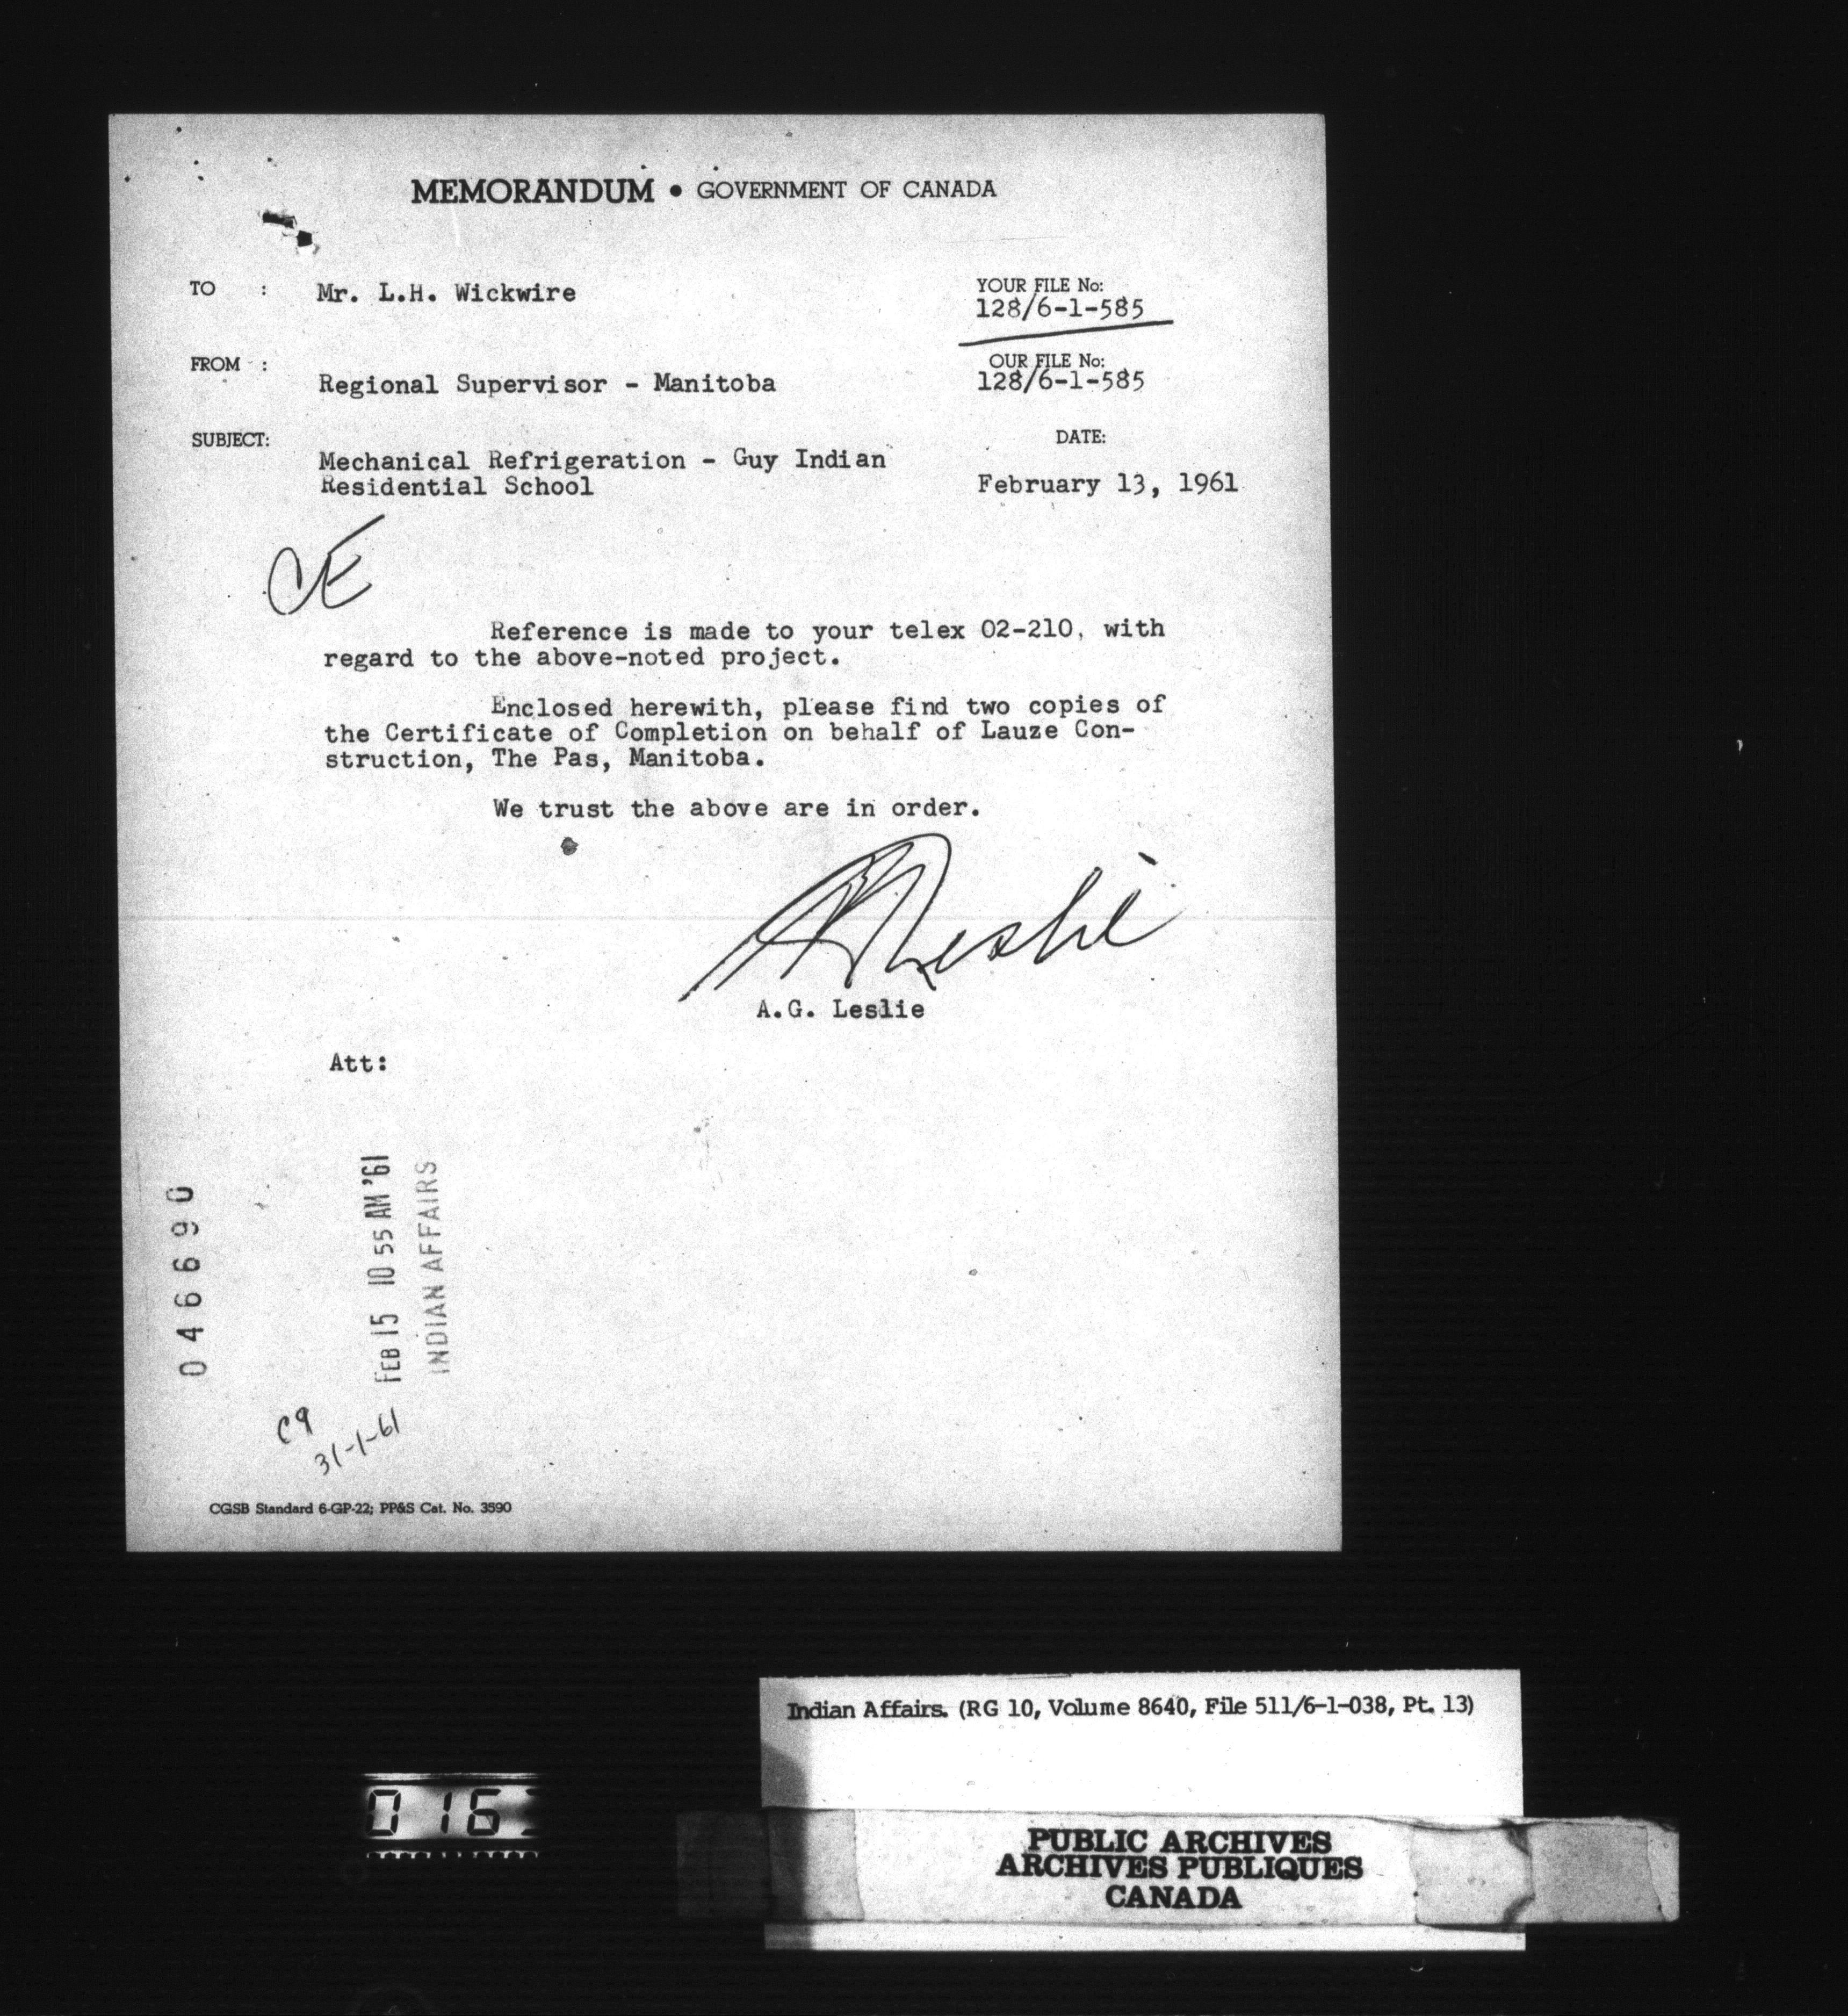 MEMORANDUM • GOVERNMENT OF CANADA
TO : Mr. L.H. Wickwire
YOUR FILE No:
128/6-1-585
FROM :
Regional Supervisor - Manitoba
OUR FILE No:
128/6-1-585
SUBJECT:
Mechanical Refrigeration - Guy Indian
Residential School
DATE:
February 13, 1961
CE
Reference is made to your telex 02-210, with
regard to the above-noted project.
Enclosed herewith, please find two copies of
the Certificate of Completion on behalf of Lauze Con-
struction, The Pas, Manitoba.
We trust the above are in order.
A.G. Leslie
Att:
046690
FEB 15 10 55 AM '61
INDIAN AFFAIRS
31-1-61
CGSB Standard 6-GP-22; PP&S Cat. No. 3590
Indian Affairs. (RG 10, Volume 8640, File 511/6-1-038, Pt. 13)
016
PUBLIC ARCHIVES
ARCHIVES PUBLIQUES
CANADA